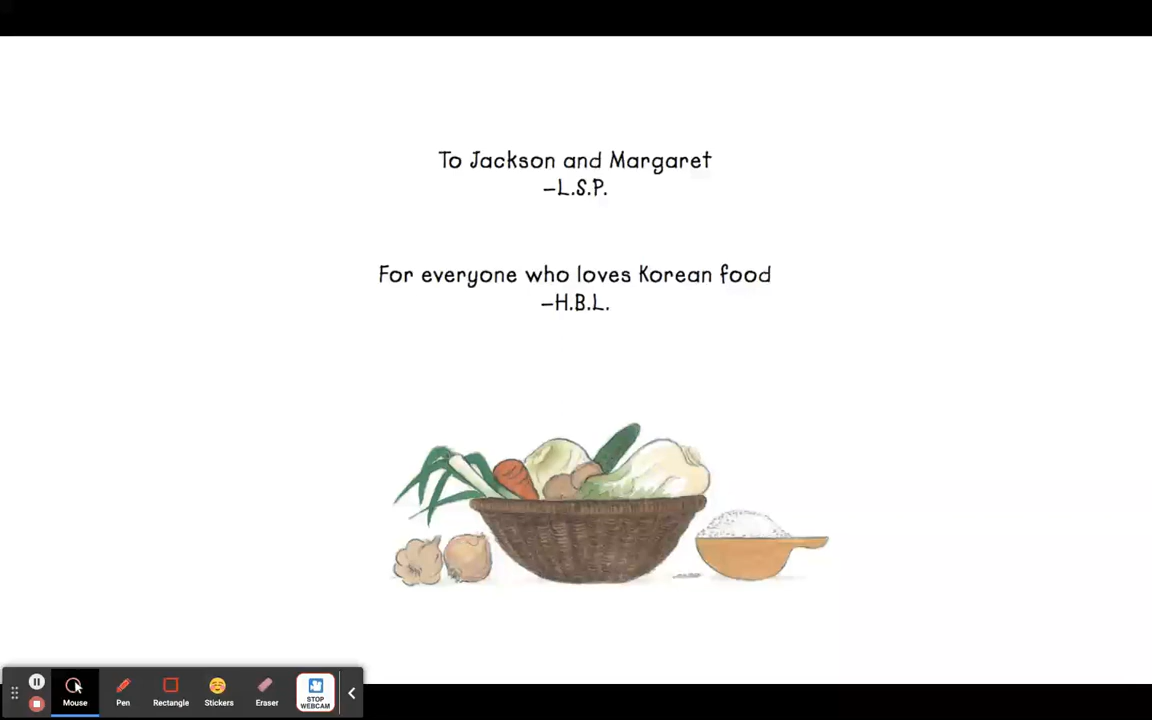 To Jackson and Margaret
–L.S.P.
For everyone who loves Korean food
–H.B.L.
Mouse
Pen
Rectangle
Stickers
Eraser
STOP
WEBCAM